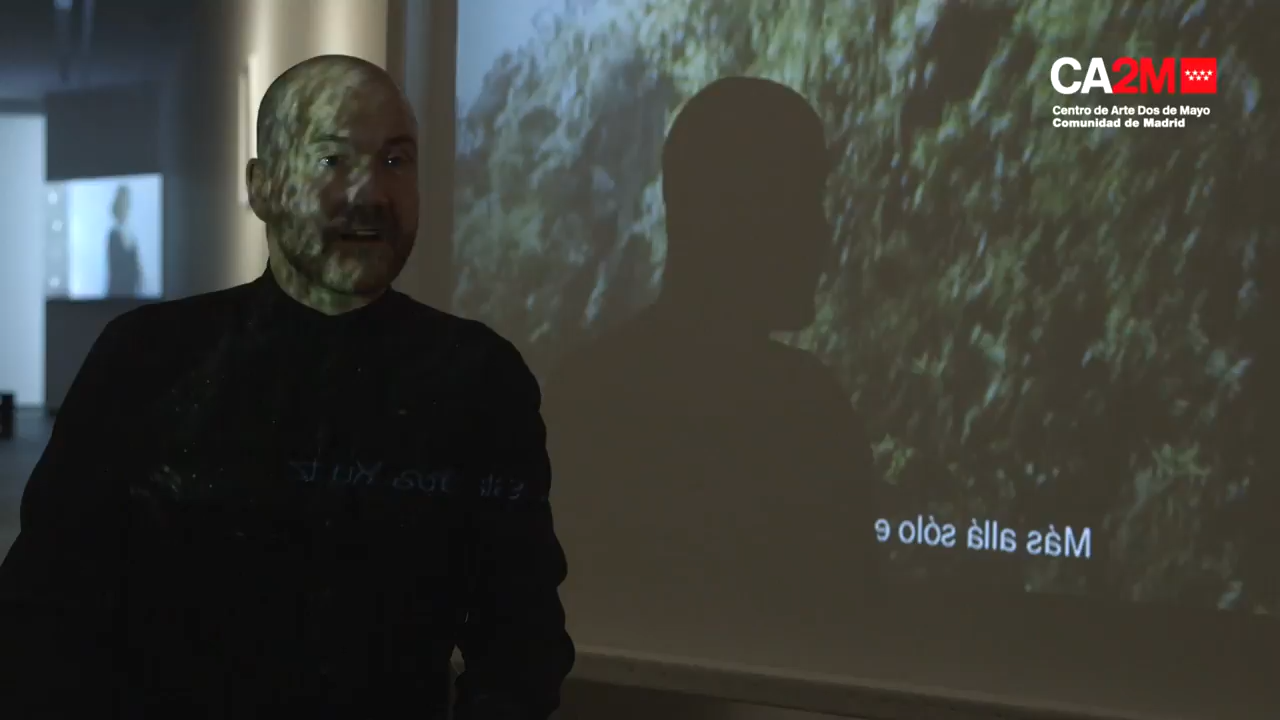 CA2M
Centro de Arte Dos de Mayo
Comunidad de Madrid
Más allá sólo e